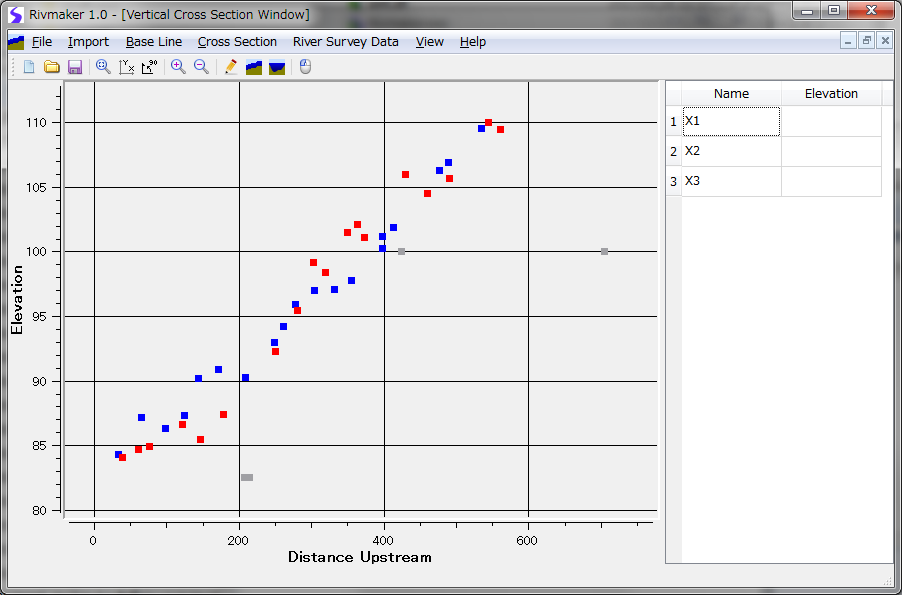 Rivmaker 1.0 - [Vertical Cross Section Window]
File Import Base Line Cross Section River Survey Data View Help
Name Elevation
1 X1
2 X2
3 X3
110
105
100
95
90
85
80
Elevation
0 200 400 600
Distance Upstream